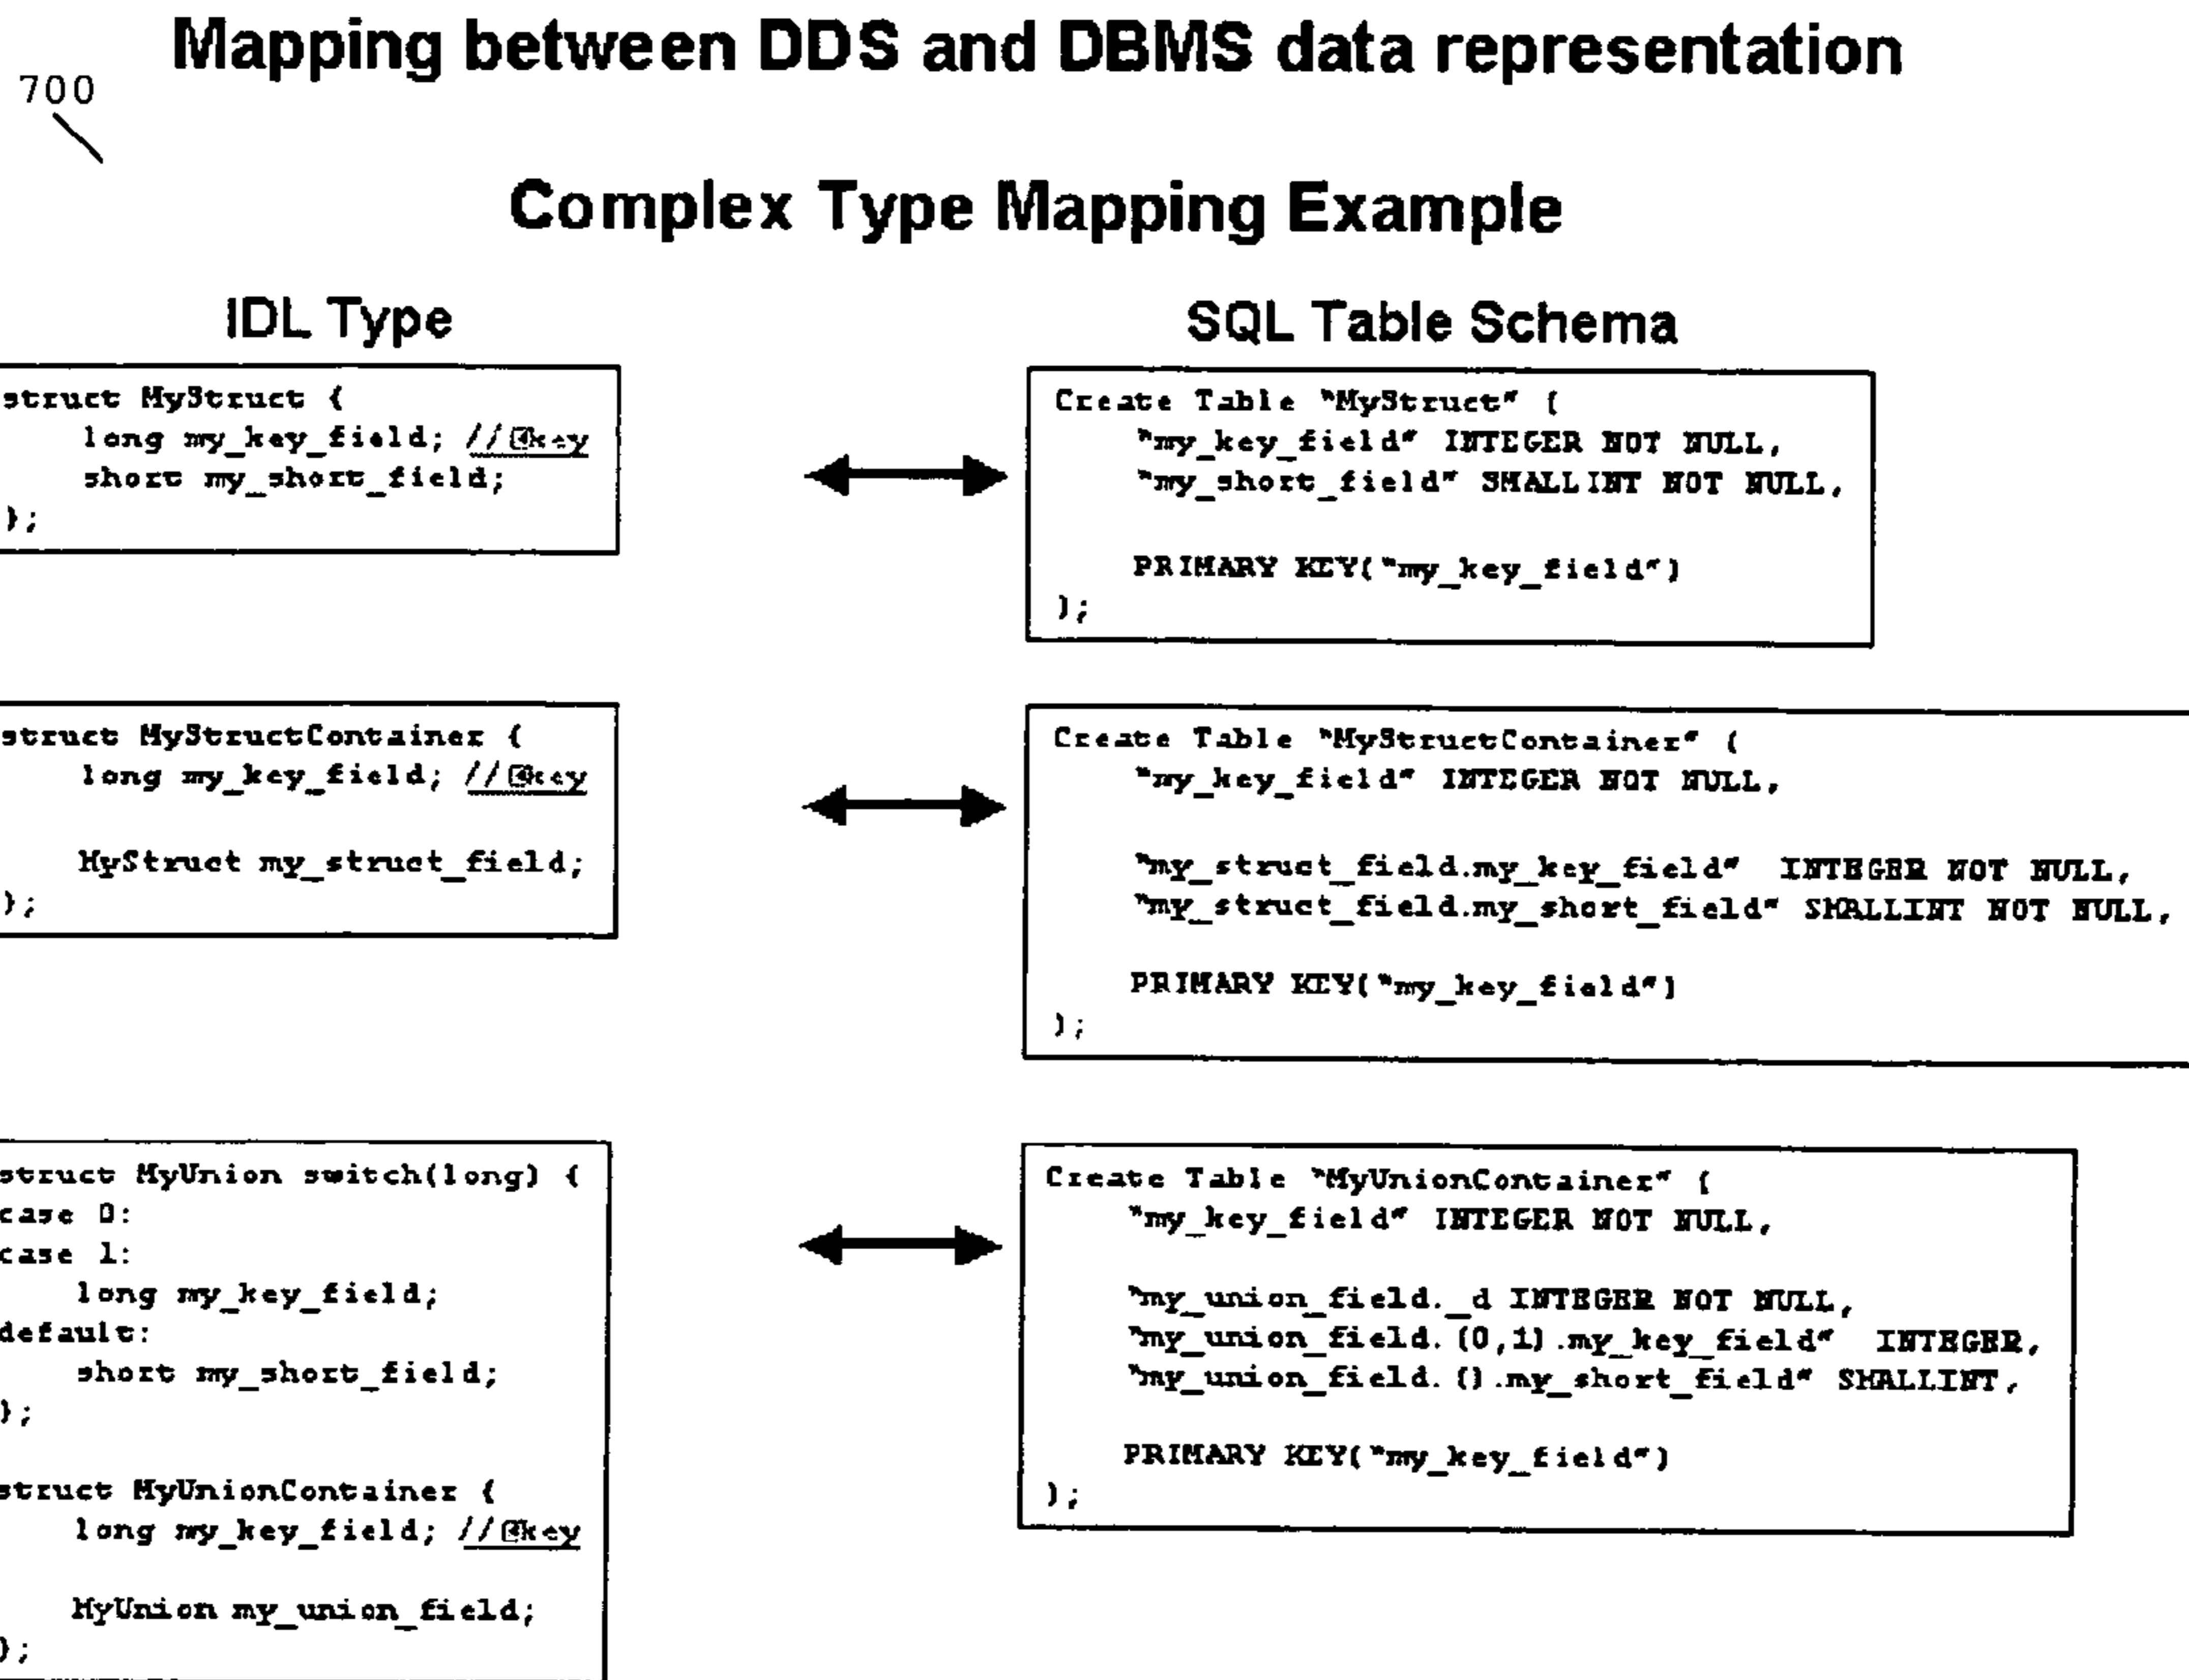 Mapping between DDS and DBMS data representation
700
Complex Type Mapping Example
IDL Type
struct MyStruct {
long my_key_field; //@key
short my_short_field;
};
SQL Table Schema
Create Table "MyStruct" (
"my_key_field" INTEGER NOT NULL,
"my_short_field" SMALLINT NOT NULL,
PRIMARY KEY("my_key_field")
);
struct MyStructContainer {
long my_key_field; //@key
MyStruct my_struct_field;
};
Create Table "MyStructContainer" (
"my_key_field" INTEGER NOT NULL,
"my_struct_field.my_key_field" INTEGER NOT NULL,
"my_struct_field.my_short_field" SMALLINT NOT NULL,
PRIMARY KEY("my_key_field")
);
struct MyUnion switch(long) {
case 0:
case 1:
long my_key_field;
default:
short my_short_field;
};
struct MyUnionContainer {
long my_key_field; //@key
MyUnion my_union_field;
};
Create Table "MyUnionContainer" (
"my_key_field" INTEGER NOT NULL,
"my_union_field._d INTEGER NOT NULL,
"my_union_field.(0,1).my_key_field" INTEGER,
"my_union_field.().my_short_field" SMALLINT,
PRIMARY KEY("my_key_field")
);